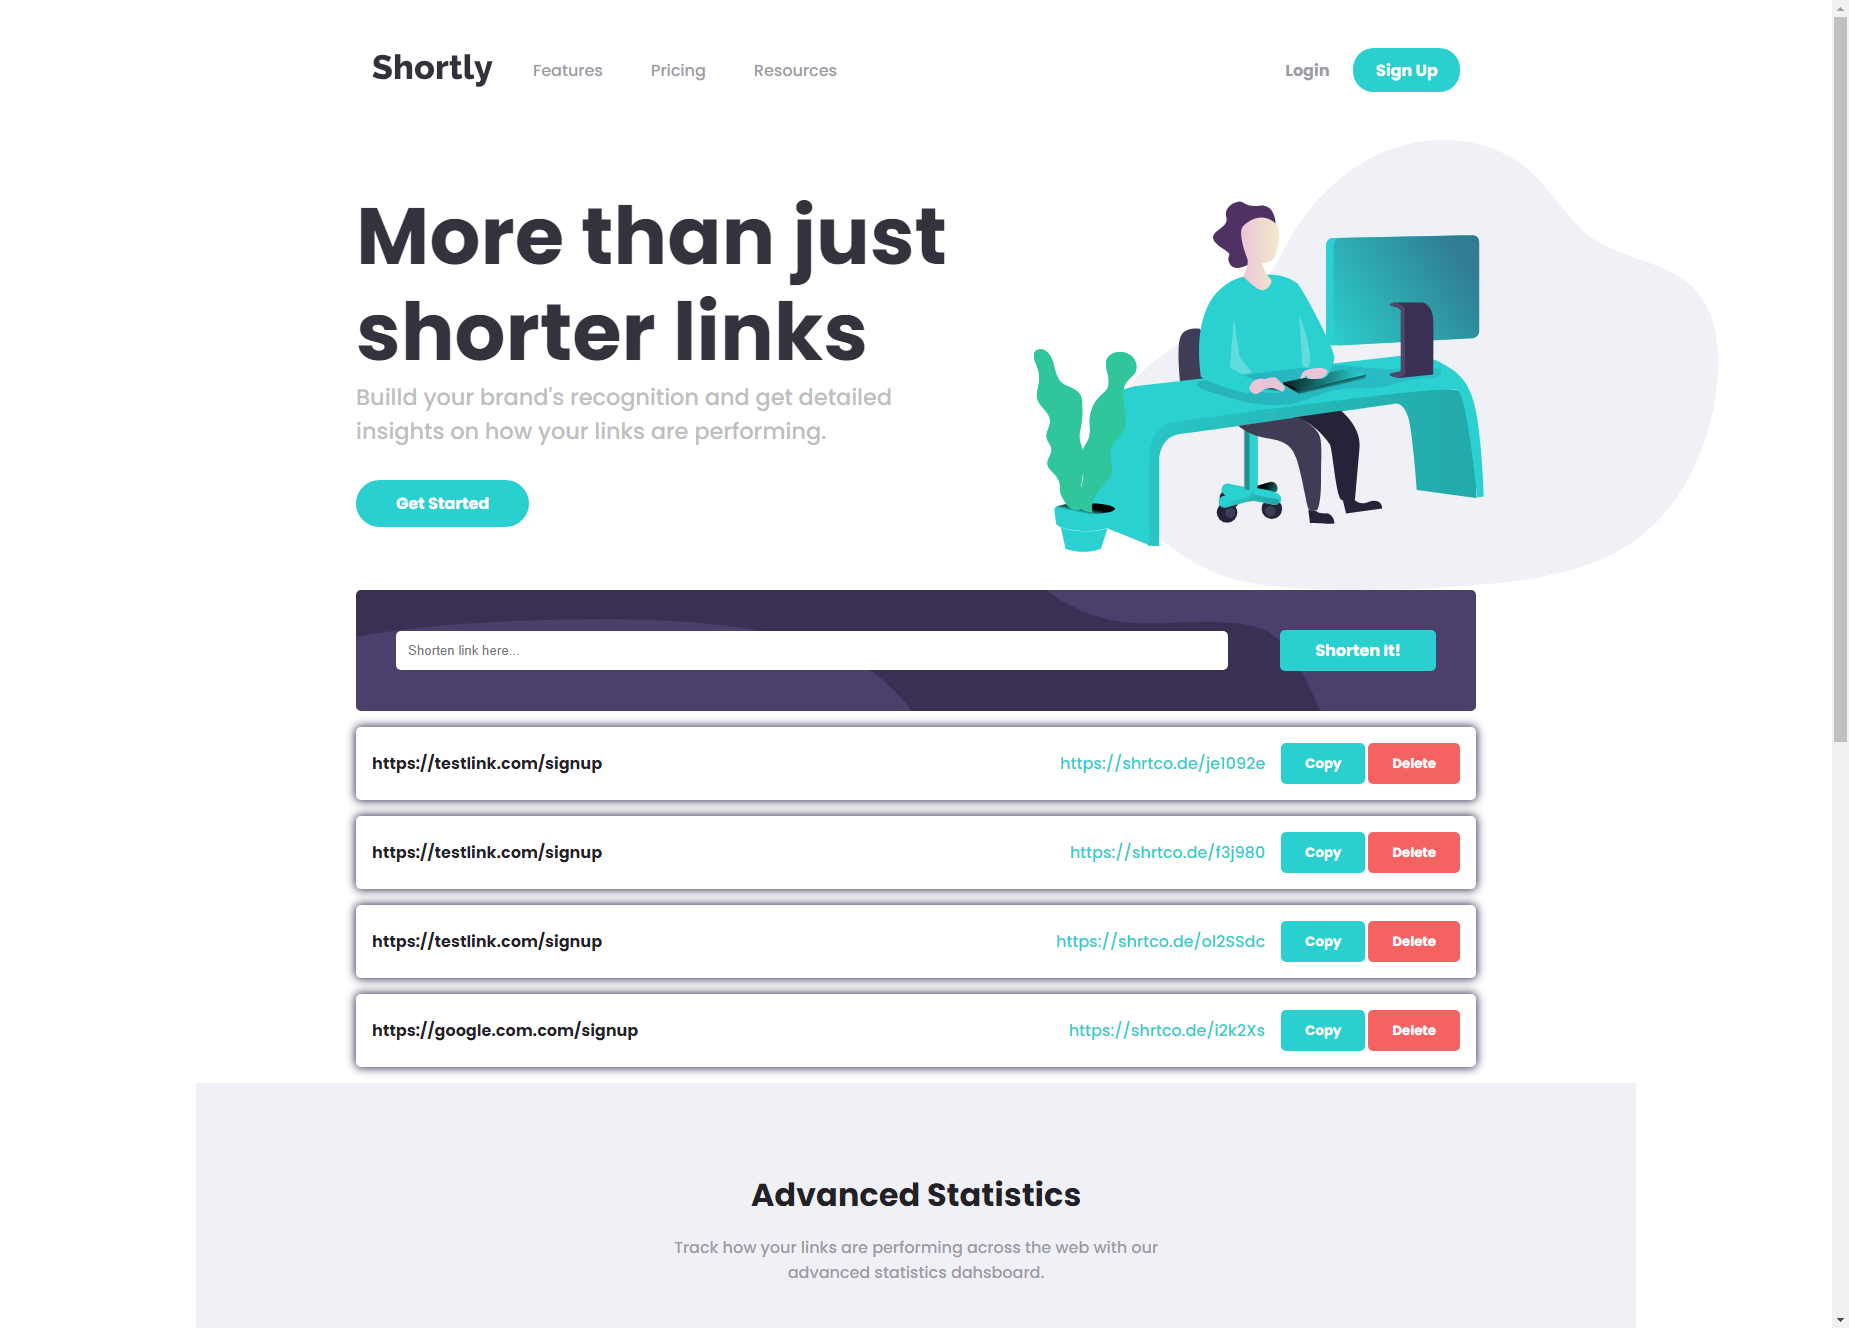 Shortly
Features
Pricing
Resources
Login
Sign Up
More than just
shorter links
Builld your brand's recognition and get detailed
insights on how your links are performing.
Get Started
Shorten link here...
Shorten It!
https://testlink.com/signup
https://shrtco.de/je1092e
Copy
Delete
https://testlink.com/signup
https://shrtco.de/f3j980
Copy
Delete
https://testlink.com/signup
https://shrtco.de/ol2SSdc
Copy
Delete
https://google.com.com/signup
https://shrtco.de/i2k2Xs
Copy
Delete
Advanced Statistics
Track how your links are performing across the web with our
advanced statistics dahsboard.